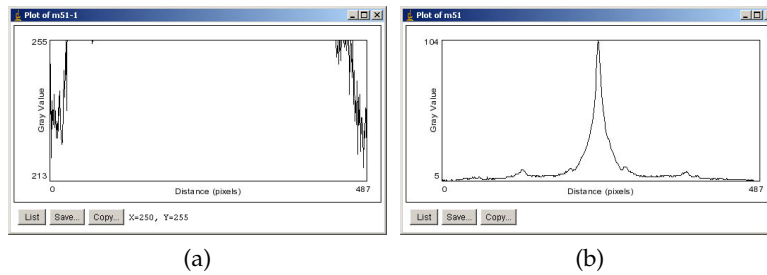 Plot of m51-1
255
Gray Value
213
0
Distance (pixels)
487
List
Save...
Copy...
X=250, Y=255
(a)
Plot of m51
104
Gray Value
5
0
Distance (pixels)
487
List
Save...
Copy...
(b)